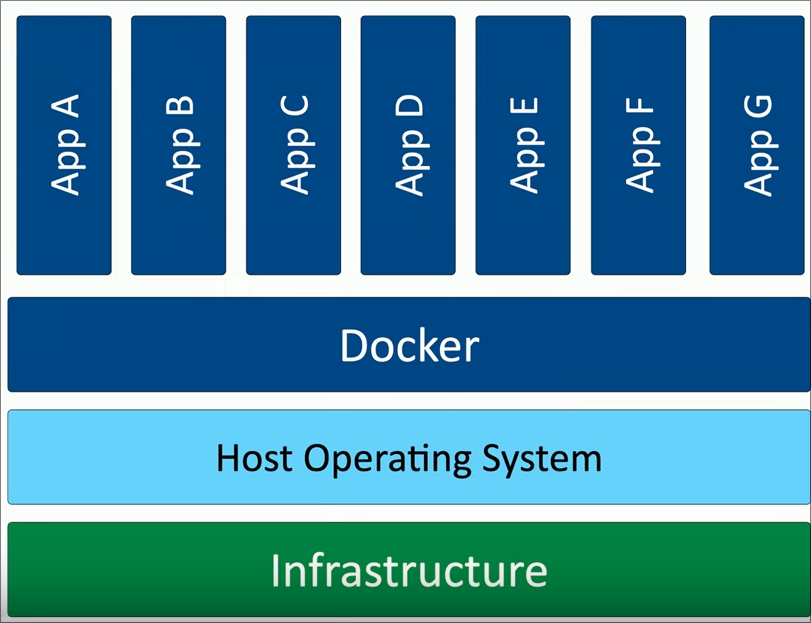 App A
App B
App C
App D
App E
App F
App G
Docker
Host Operating System
Infrastructure